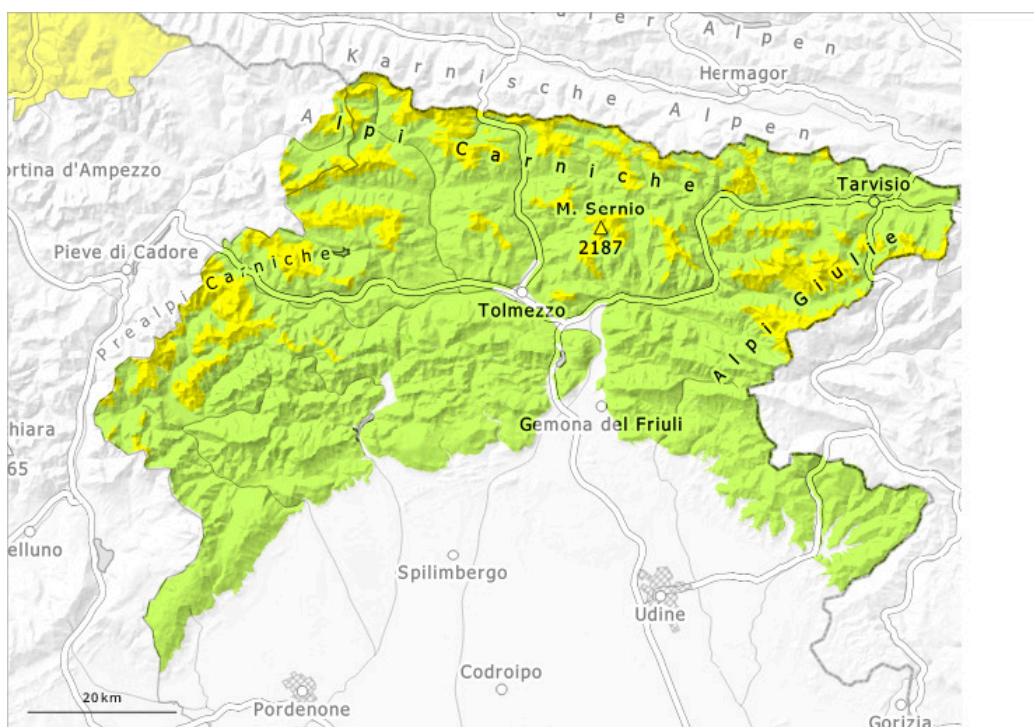 Alpen
Karnische Alpen
Hermagor
Alpi Carniche
ortina d'Ampezzo
Tarvisio
M. Sernio
2187
Pieve di Cadore
Prealpi Carniche
Alpi Giulie
Tolmezzo
Gemona del Friuli
hiara
65
elluno
Spilimbergo
Udine
Codroipo
20 km
Pordenone
Gorizia